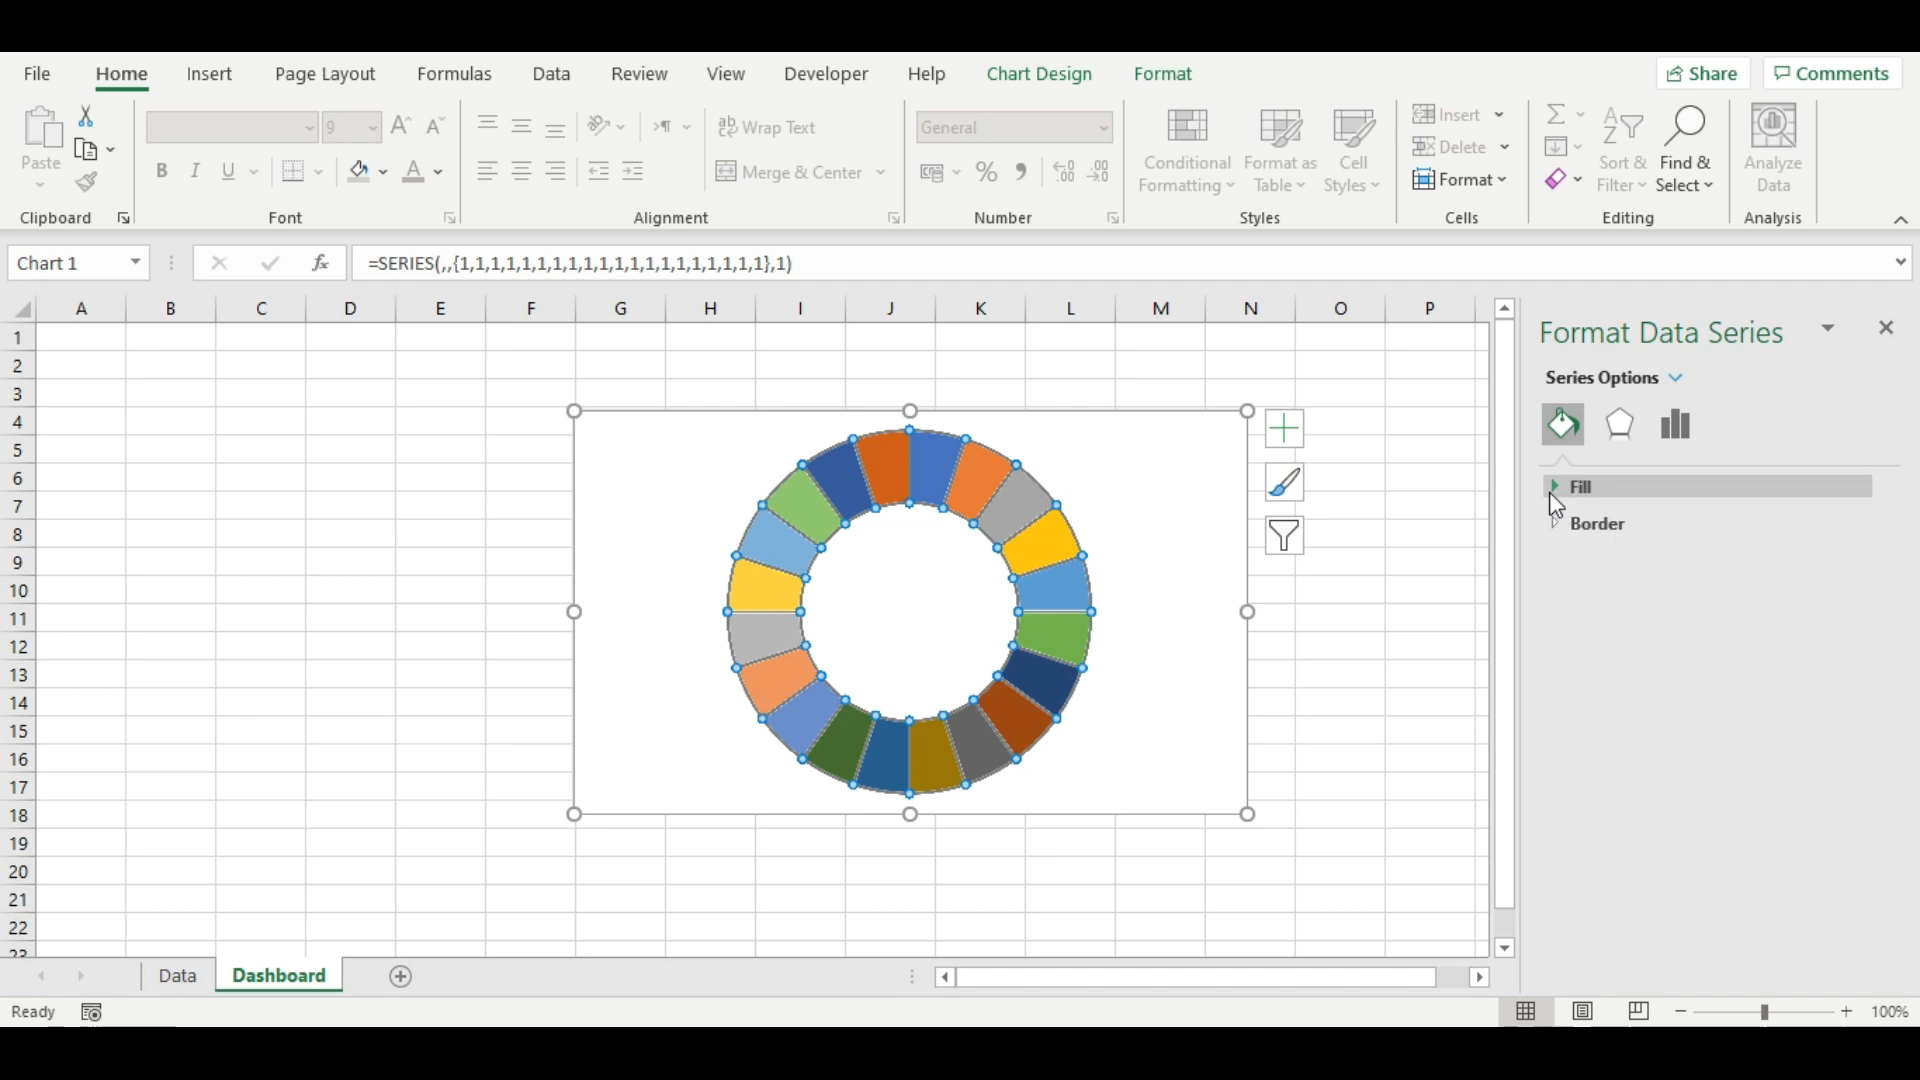 File Home Insert Page Layout Formulas Data Review View Developer Help Chart Design Format Share Comments
Paste 9 Wrap Text General Conditional Formatting Format as Table Cell Styles Insert Sort & Filter Find & Select Analyze Data
B I U Merge & Center % Delete
Format
Clipboard Font Alignment Number Styles Cells Editing Analysis
Chart 1 fx =SERIES(,,{1,1,1,1,1,1,1,1,1,1,1,1,1,1,1,1,1,1,1,1},1)
A B C D E F G H I J K L M N O P
Format Data Series
Series Options
Fill
Border
1
2
3
4
5
6
7
8
9
10
11
12
13
14
15
16
17
18
19
20
21
22
23
Data Dashboard
Ready 100%